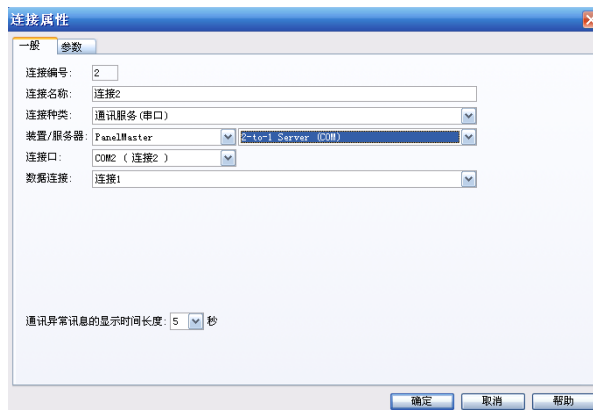 连接属性
一般 参数
连接编号: 2
连接名称: 连接2
连接种类: 通讯服务(串口)
装置/服务器: PanelMaster 2-to-1 Server (COM)
连接口: COM2 ( 连接2 )
数据连接: 连接1
通讯异常讯息的显示时间长度: 5 秒
确定 取消 帮助